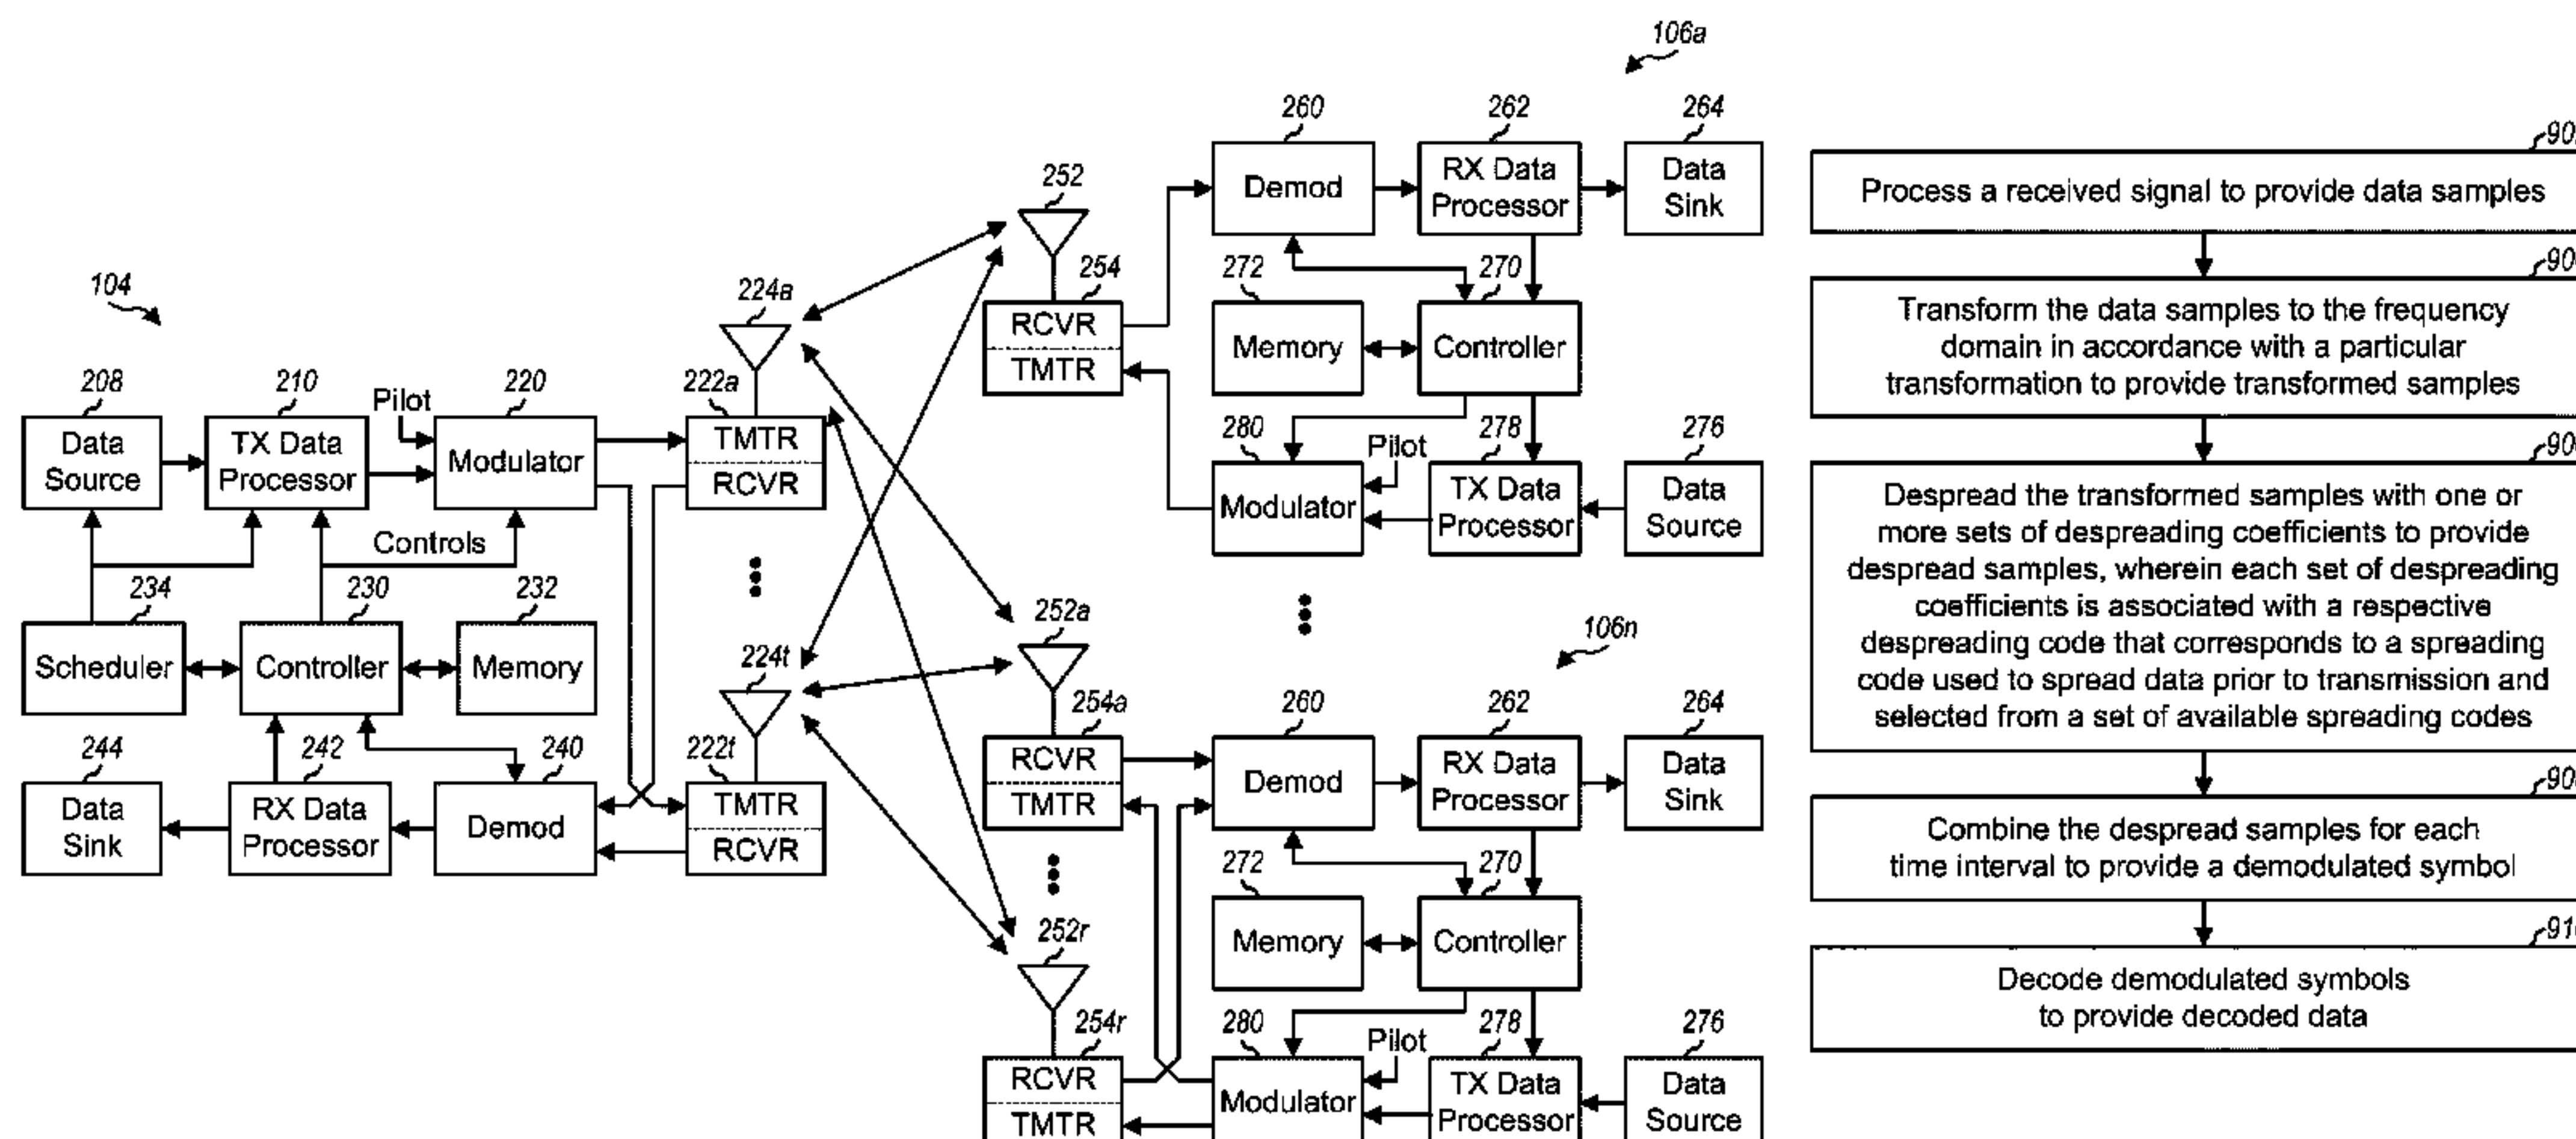 104
208
Data
Source
210
TX Data
Processor
Pilot
220
Modulator
222a
TMTR
RCVR
224a
Controls
234
Scheduler
230
Controller
232
Memory
244
Data
Sink
242
RX Data
Processor
240
Demod
222t
TMTR
RCVR
224t
106a
252
254
RCVR
TMTR
260
Demod
262
RX Data
Processor
264
Data
Sink
272
Memory
270
Controller
280
Modulator
Pilot
278
TX Data
Processor
276
Data
Source
106n
252a
254a
RCVR
TMTR
252r
254r
RCVR
TMTR
260
Demod
262
RX Data
Processor
264
Data
Sink
272
Memory
270
Controller
280
Modulator
Pilot
278
TX Data
Processor
276
Data
Source
Process a received signal to provide data samples
Transform the data samples to the frequency
domain in accordance with a particular
transformation to provide transformed samples
Despread the transformed samples with one or
more sets of despreading coefficients to provide
despread samples, wherein each set of despreading
coefficients is associated with a respective
despreading code that corresponds to a spreading
code used to spread data prior to transmission and
selected from a set of available spreading codes
Combine the despread samples for each
time interval to provide a demodulated symbol
Decode demodulated symbols
to provide decoded data